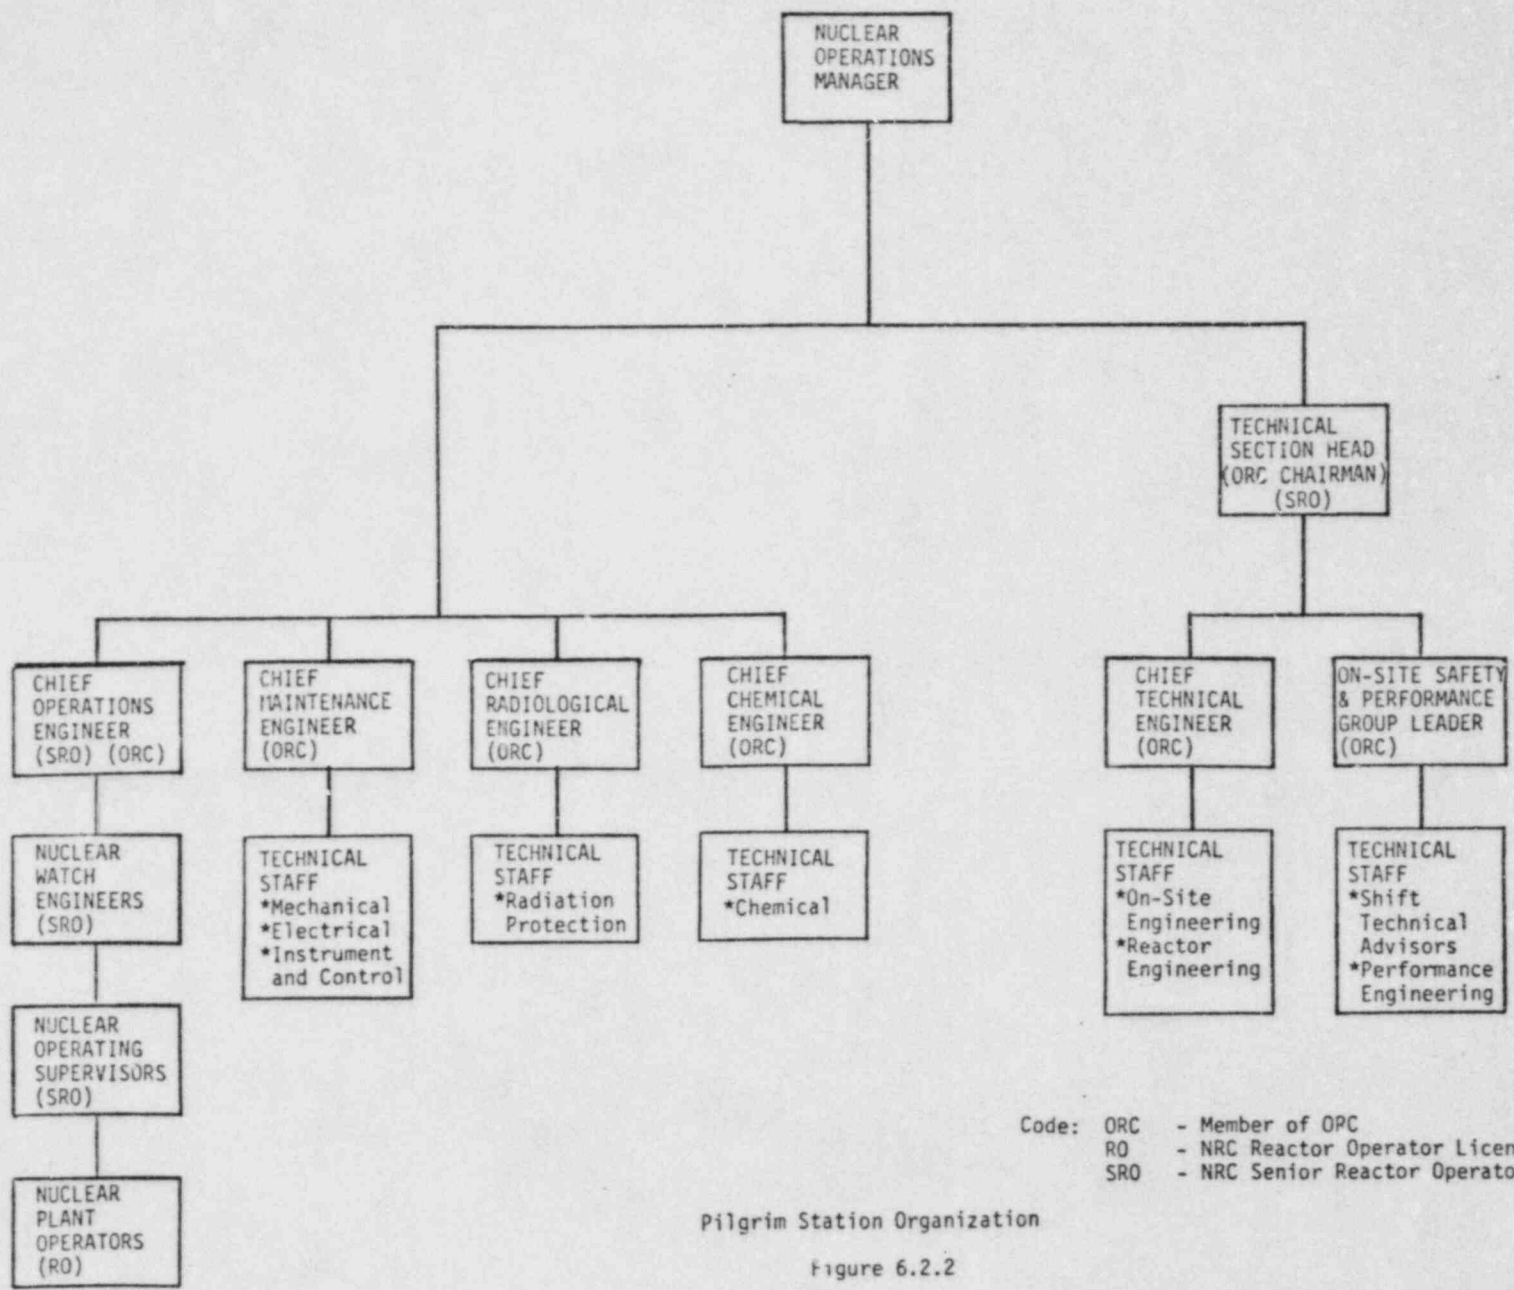 NUCLEAR
OPERATIONS
MANAGER
TECHNICAL
SECTION HEAD
(ORC CHAIRMAN)
(SRO)
CHIEF
OPERATIONS
ENGINEER
(SRO) (ORC)
CHIEF
MAINTENANCE
ENGINEER
(ORC)
CHIEF
RADIOLOGICAL
ENGINEER
(ORC)
CHIEF
CHEMICAL
ENGINEER
(ORC)
CHIEF
TECHNICAL
ENGINEER
(ORC)
ON-SITE SAFETY
& PERFORMANCE
GROUP LEADER
(ORC)
NUCLEAR
WATCH
ENGINEERS
(SRO)
TECHNICAL
STAFF
*Mechanical
*Electrical
*Instrument
and Control
TECHNICAL
STAFF
*Radiation
Protection
TECHNICAL
STAFF
*Chemical
TECHNICAL
STAFF
*On-Site
Engineering
*Reactor
Engineering
TECHNICAL
STAFF
*Shift
Technical
Advisors
*Performance
Engineering
NUCLEAR
OPERATING
SUPERVISORS
(SRO)
NUCLEAR
PLANT
OPERATORS
(RO)
Code: ORC - Member of OPC
RO - NRC Reactor Operator Licen
SRO - NRC Senior Reactor Operato
Pilgrim Station Organization
Figure 6.2.2